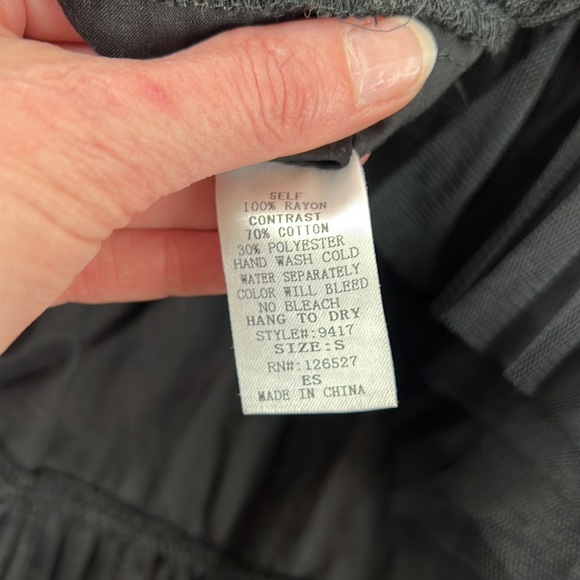 SELF
100% RAYON
CONTRAST
70% COTTON
30% POLYESTER
HAND WASH COLD
WATER SEPARATELY
COLOR WILL BLEED
NO BLEACH
HANG TO DRY
STYLE#:9417
SIZE:S
RN#:126527
ES
MADE IN CHINA